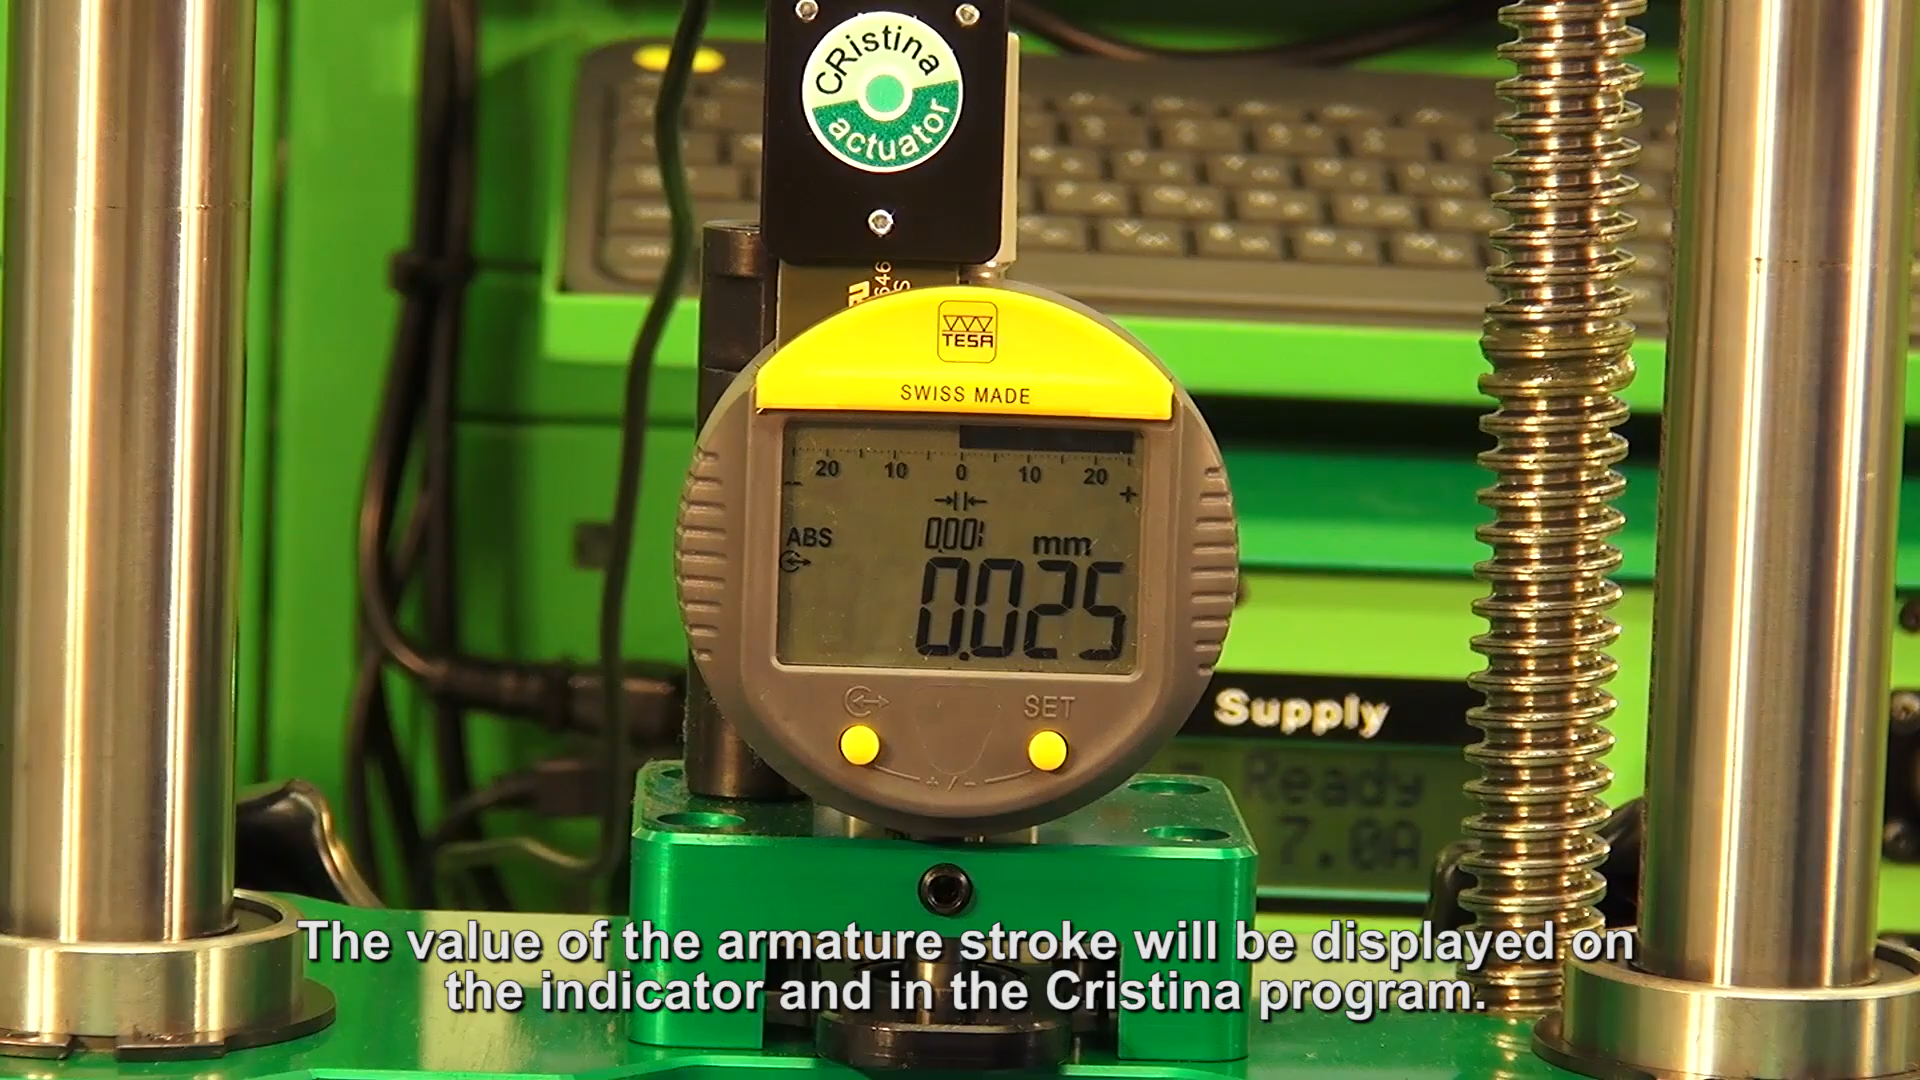 CRistina
actuator
TESA
SWISS MADE
20 10 0 10 20
- +
ABS
0.001 mm
0.025
SET
+/-
Supply
Ready
7.0A
The value of the armature stroke will be displayed on
the indicator and in the Cristina program.